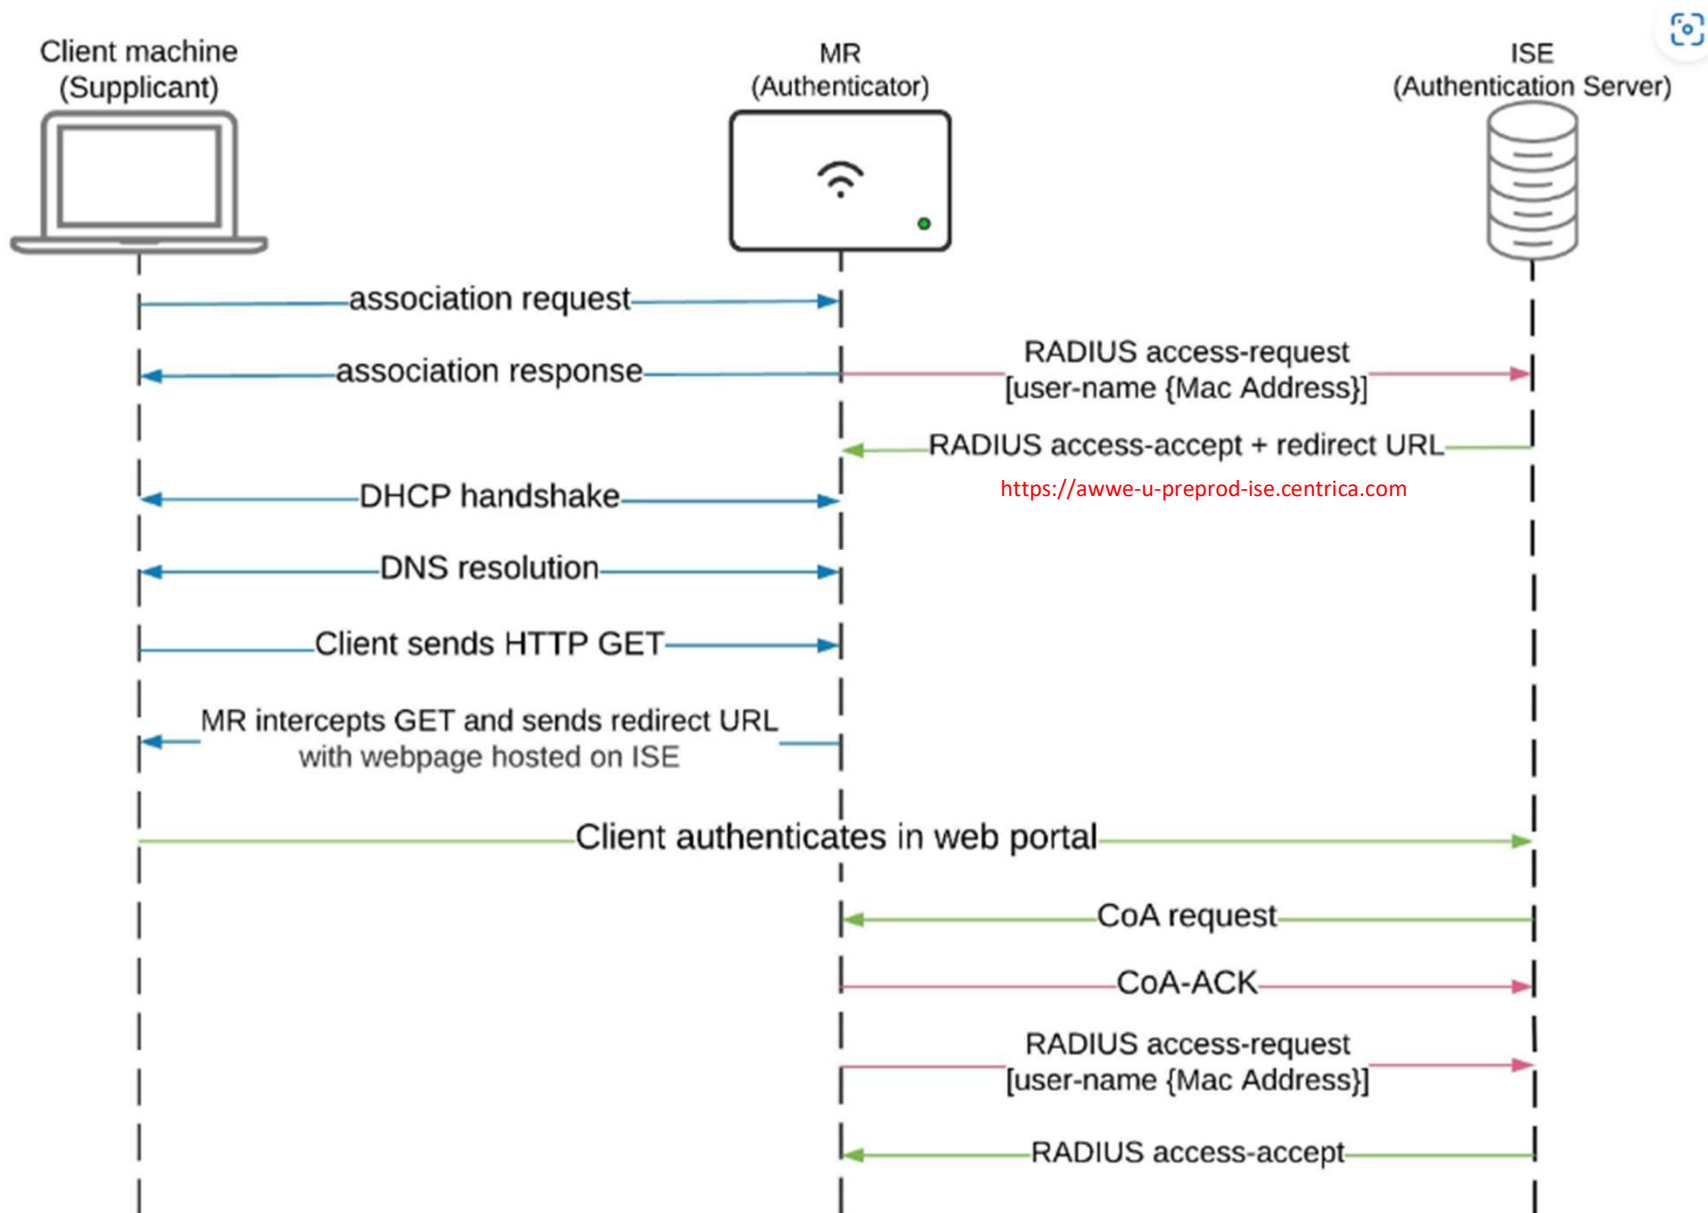 Client machine
(Supplicant)
MR
(Authenticator)
ISE
(Authentication Server)
association request
association response
RADIUS access-request
[user-name {Mac Address}]
RADIUS access-accept + redirect URL
https://awwe-u-preprod-ise.centrica.com
DHCP handshake
DNS resolution
Client sends HTTP GET
MR intercepts GET and sends redirect URL
with webpage hosted on ISE
Client authenticates in web portal
CoA request
CoA-ACK
RADIUS access-request
[user-name {Mac Address}]
RADIUS access-accept